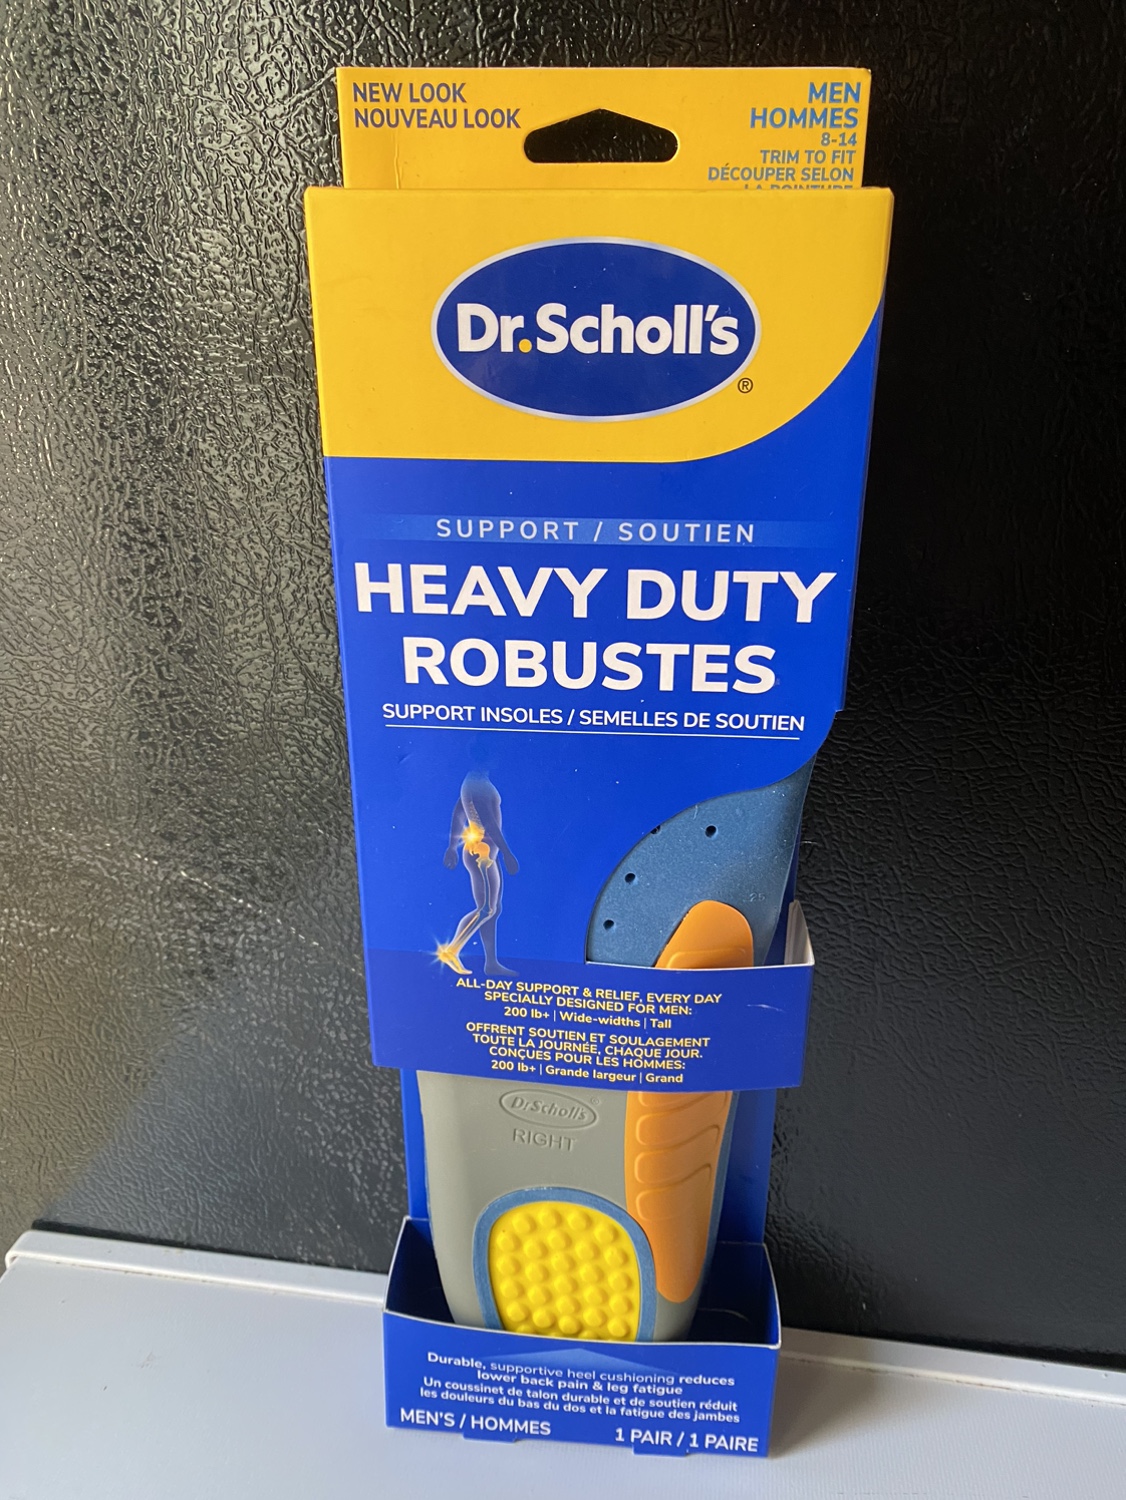 NEW LOOK
NOUVEAU LOOK
MEN
HOMMES
8-14
TRIM TO FIT
DÉCOUPER SELON
LA POINTURE
Dr.Scholl's
®
SUPPORT / SOUTIEN
HEAVY DUTY
ROBUSTES
SUPPORT INSOLES / SEMELLES DE SOUTIEN
ALL-DAY SUPPORT & RELIEF, EVERY DAY
SPECIALLY DESIGNED FOR MEN:
200 lb+ | Wide-widths | Tall
OFFRENT SOUTIEN ET SOULAGEMENT
TOUTE LA JOURNÉE, CHAQUE JOUR.
CONÇUES POUR LES HOMMES:
200 lb+ | Grande largeur | Grand
Dr.Scholl's ®
RIGHT
Durable, supportive heel cushioning reduces
lower back pain & leg fatigue
Un coussinet de talon durable et de soutien réduit
les douleurs du bas du dos et la fatigue des jambes
MEN'S / HOMMES
1 PAIR / 1 PAIRE